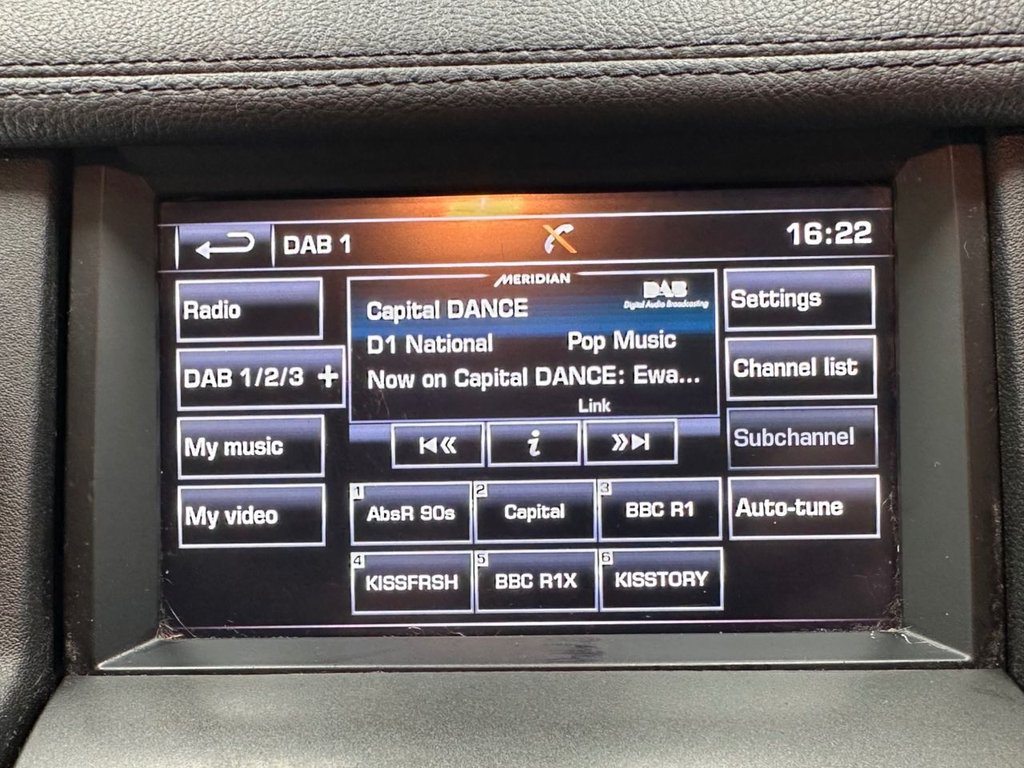 DAB 1
16:22
MERIDIAN
Radio
Capital DANCE
DAB
Digital Audio Broadcasting
Settings
D1 National
Pop Music
DAB 1/2/3 +
Now on Capital DANCE: Ewa...
Channel list
Link
My music
i
Subchannel
My video
1 AbsR 90s
2 Capital
3 BBC R1
Auto-tune
4 KISSFRSH
5 BBC R1X
6 KISSTORY